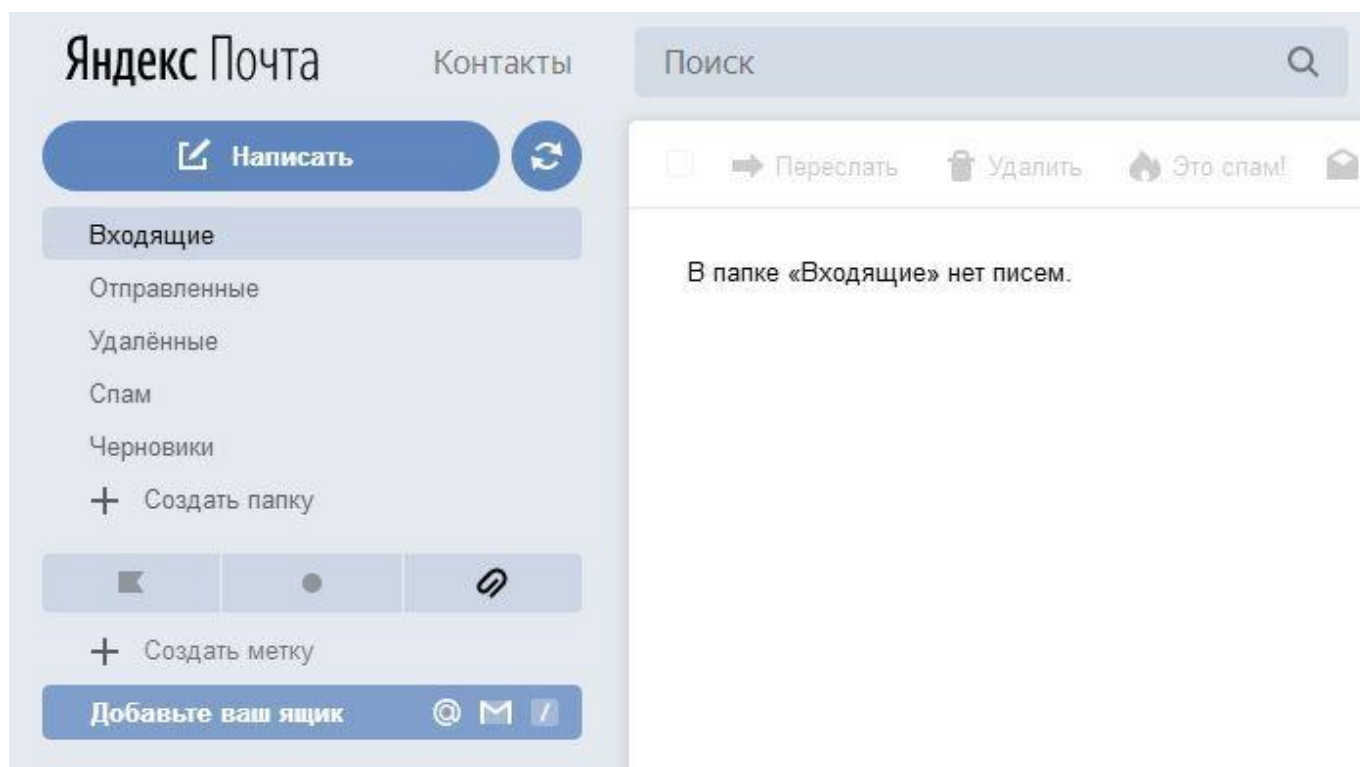 Яндекс Почта
Контакты
Поиск
Написать
Переслать
Удалить
Это спам!
Входящие
Отправленные
Удалённые
Спам
Черновики
Создать папку
Создать метку
Добавьте ваш ящик
В папке «Входящие» нет писем.